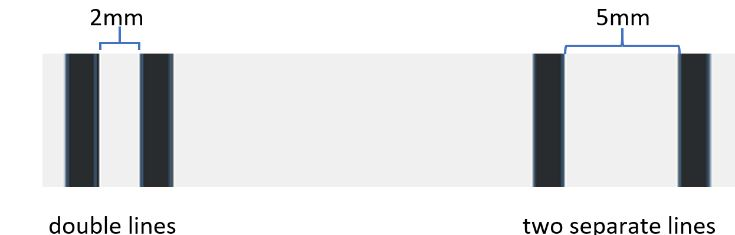 2mm
5mm
double lines
two separate lines